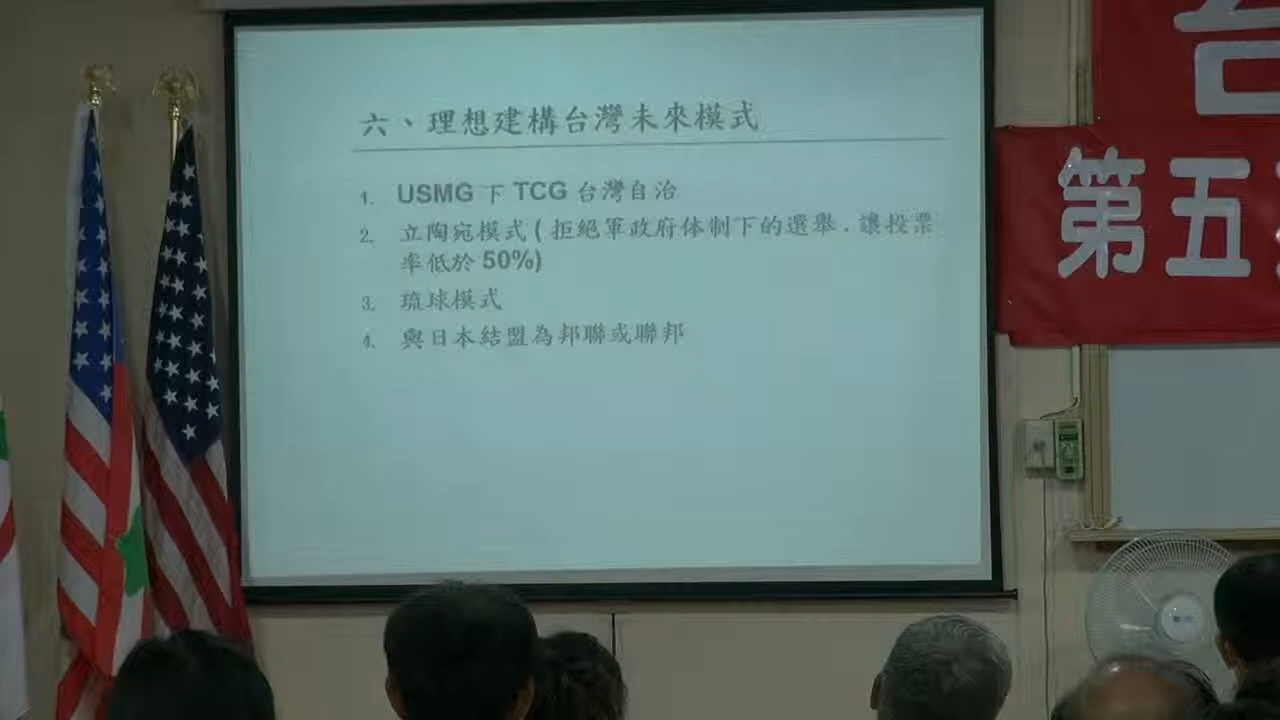 六、理想建構台灣未來模式
1. USMG 下 TCG 台灣自治
2. 立陶宛模式 ( 拒絕軍政府体制下的選舉 . 讓投票
率低於 50%)
3. 琉球模式
4. 與日本結盟為邦聯或聯邦
第五